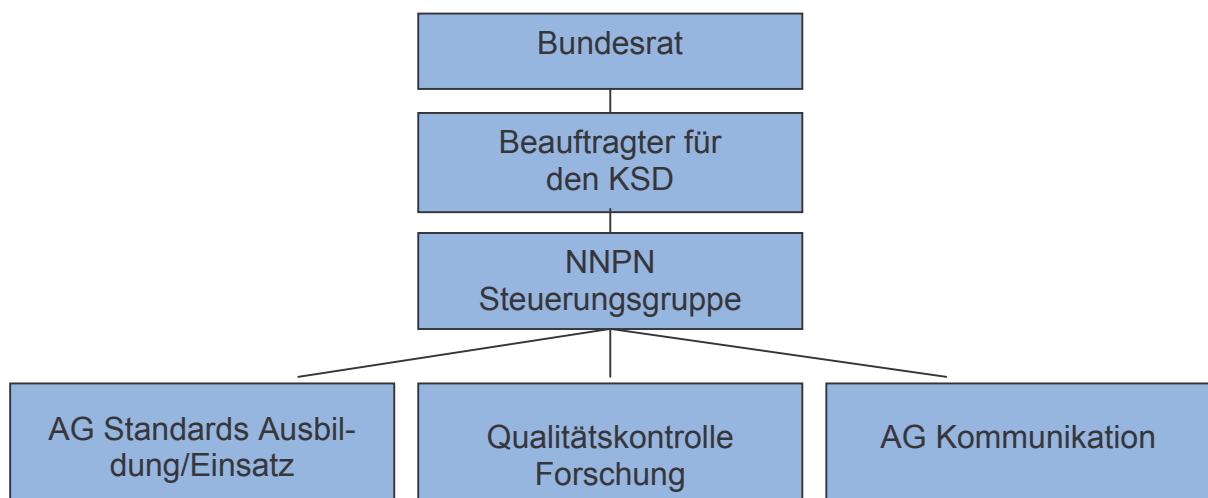 Bundesrat
Beauftragter für
den KSD
NNPN
Steuerungsgruppe
AG Standards Ausbil-
dung/Einsatz
Qualitätskontrolle
Forschung
AG Kommunikation